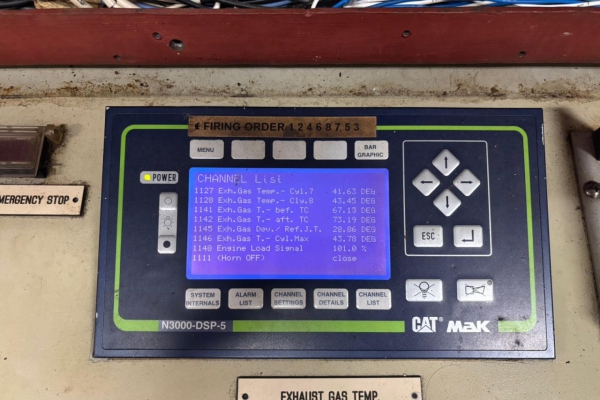 FIRING ORDER 1 2 4 6 8 7 5 3
MENU
BAR GRAPHIC
POWER
EMERGENCY STOP
CHANNEL List
1127 Exh.Gas Temp.- Cyl.7 41.63 DEG
1128 Exh.Gas Temp.- Cly.8 43.45 DEG
1141 Exh.Gas T.- bef. TC 67.13 DEG
1142 Exh.Gas T.- aft. TC 73.19 DEG
1145 Exh.Gas Dev./ Ref.J.T. 28.86 DEG
1146 Exh.Gas T.- Cwl.Max 43.78 DEG
1148 Engine Load Signal 101.0 %
1111 (Horn OFF) close
ESC
SYSTEM INTERNALS
ALARM LIST
CHANNEL SETTINGS
CHANNEL DETAILS
CHANNEL LIST
N3000-DSP-5
CAT MaK
EXHAUST GAS TEMP.